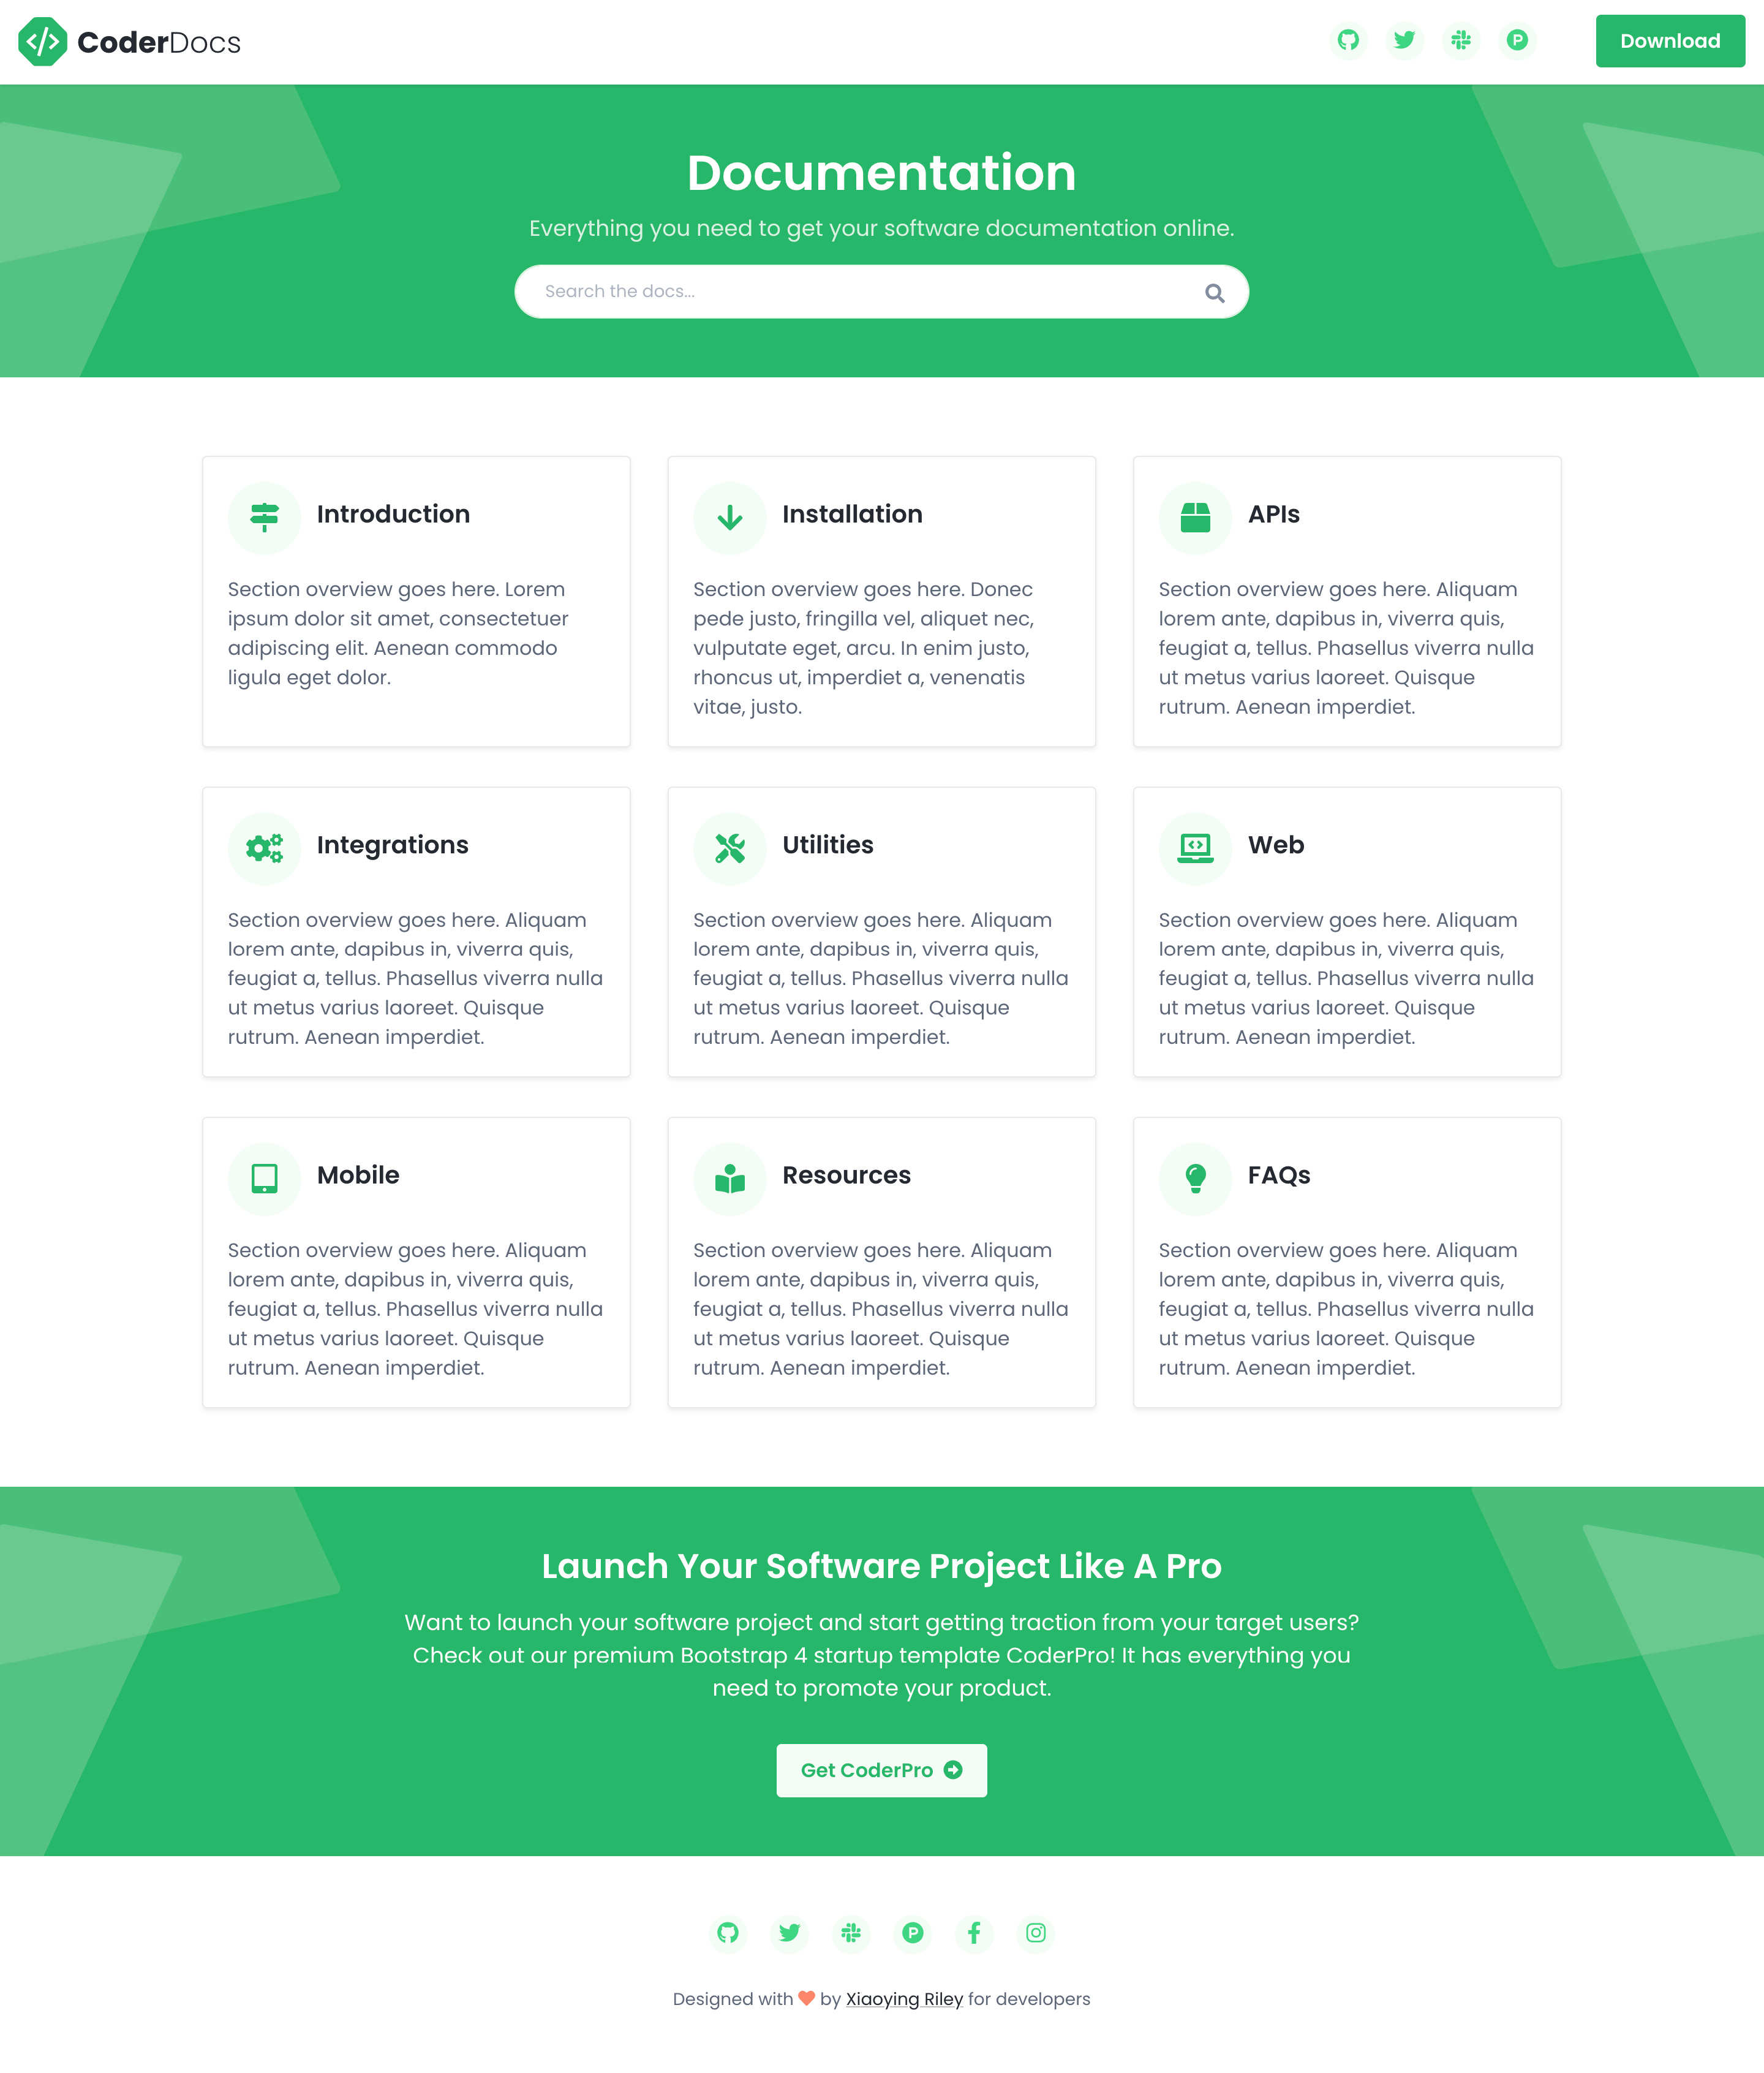 CoderDocs
Download
Documentation
Everything you need to get your software documentation online.
Search the docs...
Introduction
Section overview goes here. Lorem
ipsum dolor sit amet, consectetuer
adipiscing elit. Aenean commodo
ligula eget dolor.
Installation
Section overview goes here. Donec
pede justo, fringilla vel, aliquet nec,
vulputate eget, arcu. In enim justo,
rhoncus ut, imperdiet a, venenatis
vitae, justo.
APIs
Section overview goes here. Aliquam
lorem ante, dapibus in, viverra quis,
feugiat a, tellus. Phasellus viverra nulla
ut metus varius laoreet. Quisque
rutrum. Aenean imperdiet.
Integrations
Section overview goes here. Aliquam
lorem ante, dapibus in, viverra quis,
feugiat a, tellus. Phasellus viverra nulla
ut metus varius laoreet. Quisque
rutrum. Aenean imperdiet.
Utilities
Section overview goes here. Aliquam
lorem ante, dapibus in, viverra quis,
feugiat a, tellus. Phasellus viverra nulla
ut metus varius laoreet. Quisque
rutrum. Aenean imperdiet.
Web
Section overview goes here. Aliquam
lorem ante, dapibus in, viverra quis,
feugiat a, tellus. Phasellus viverra nulla
ut metus varius laoreet. Quisque
rutrum. Aenean imperdiet.
Mobile
Section overview goes here. Aliquam
lorem ante, dapibus in, viverra quis,
feugiat a, tellus. Phasellus viverra nulla
ut metus varius laoreet. Quisque
rutrum. Aenean imperdiet.
Resources
Section overview goes here. Aliquam
lorem ante, dapibus in, viverra quis,
feugiat a, tellus. Phasellus viverra nulla
ut metus varius laoreet. Quisque
rutrum. Aenean imperdiet.
FAQs
Section overview goes here. Aliquam
lorem ante, dapibus in, viverra quis,
feugiat a, tellus. Phasellus viverra nulla
ut metus varius laoreet. Quisque
rutrum. Aenean imperdiet.
Launch Your Software Project Like A Pro
Want to launch your software project and start getting traction from your target users?
Check out our premium Bootstrap 4 startup template CoderPro! It has everything you
need to promote your product.
Get CoderPro
Designed with by Xiaoying Riley for developers